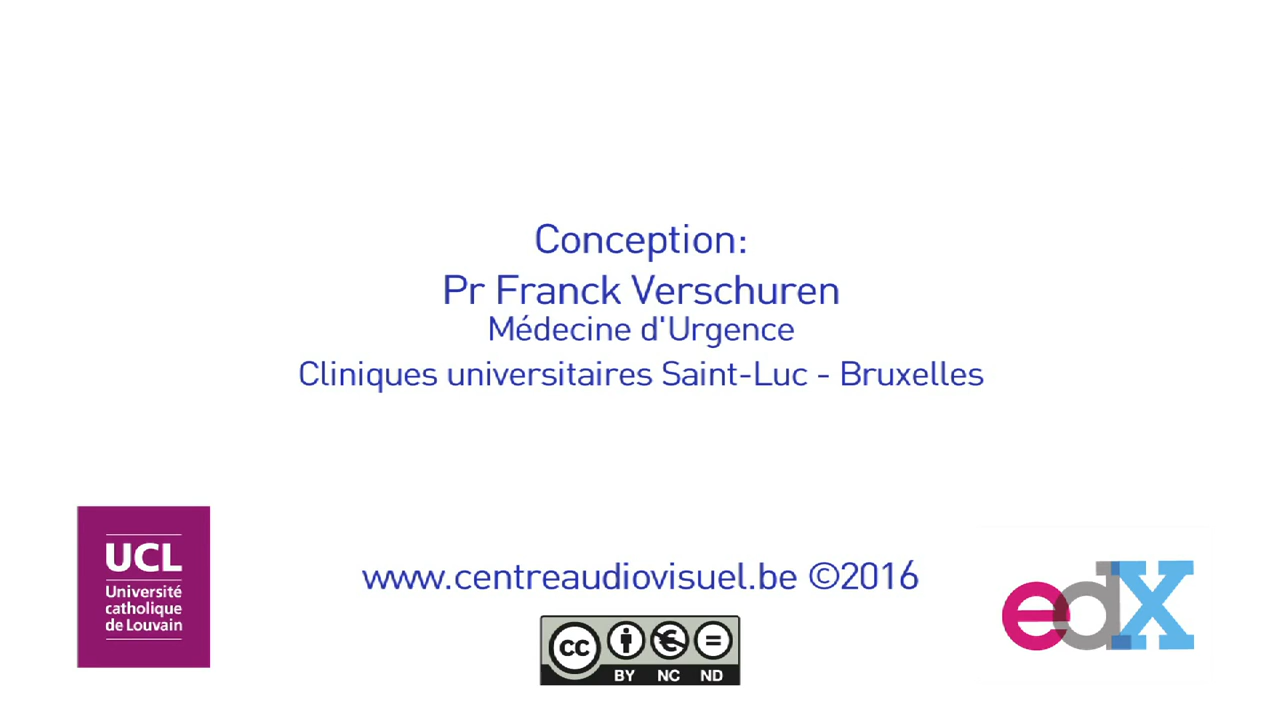 Conception:
Pr Franck Verschuren
Médecine d'Urgence
Cliniques universitaires Saint-Luc - Bruxelles
UCL
Université
catholique
de Louvain
www.centreaudiovisuel.be ©2016
cc
BY NC ND
edX